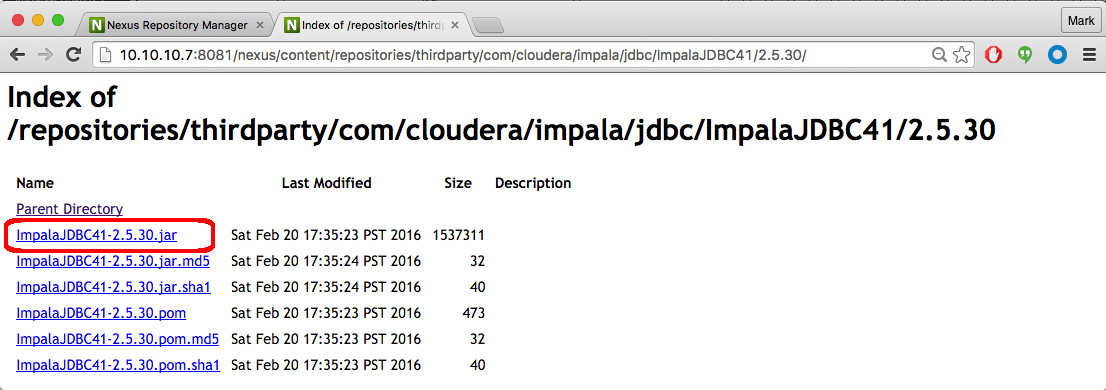 Nexus Repository Manager
Index of /repositories/thirdp
Mark
10.10.10.7:8081/nexus/content/repositories/thirdparty/com/cloudera/impala/jdbc/ImpalaJDBC41/2.5.30/
Index of
/repositories/thirdparty/com/cloudera/impala/jdbc/ImpalaJDBC41/2.5.30
Name Last Modified Size Description
Parent Directory
ImpalaJDBC41-2.5.30.jar Sat Feb 20 17:35:23 PST 2016 1537311
ImpalaJDBC41-2.5.30.jar.md5 Sat Feb 20 17:35:24 PST 2016 32
ImpalaJDBC41-2.5.30.jar.sha1 Sat Feb 20 17:35:24 PST 2016 40
ImpalaJDBC41-2.5.30.pom Sat Feb 20 17:35:23 PST 2016 473
ImpalaJDBC41-2.5.30.pom.md5 Sat Feb 20 17:35:23 PST 2016 32
ImpalaJDBC41-2.5.30.pom.sha1 Sat Feb 20 17:35:23 PST 2016 40